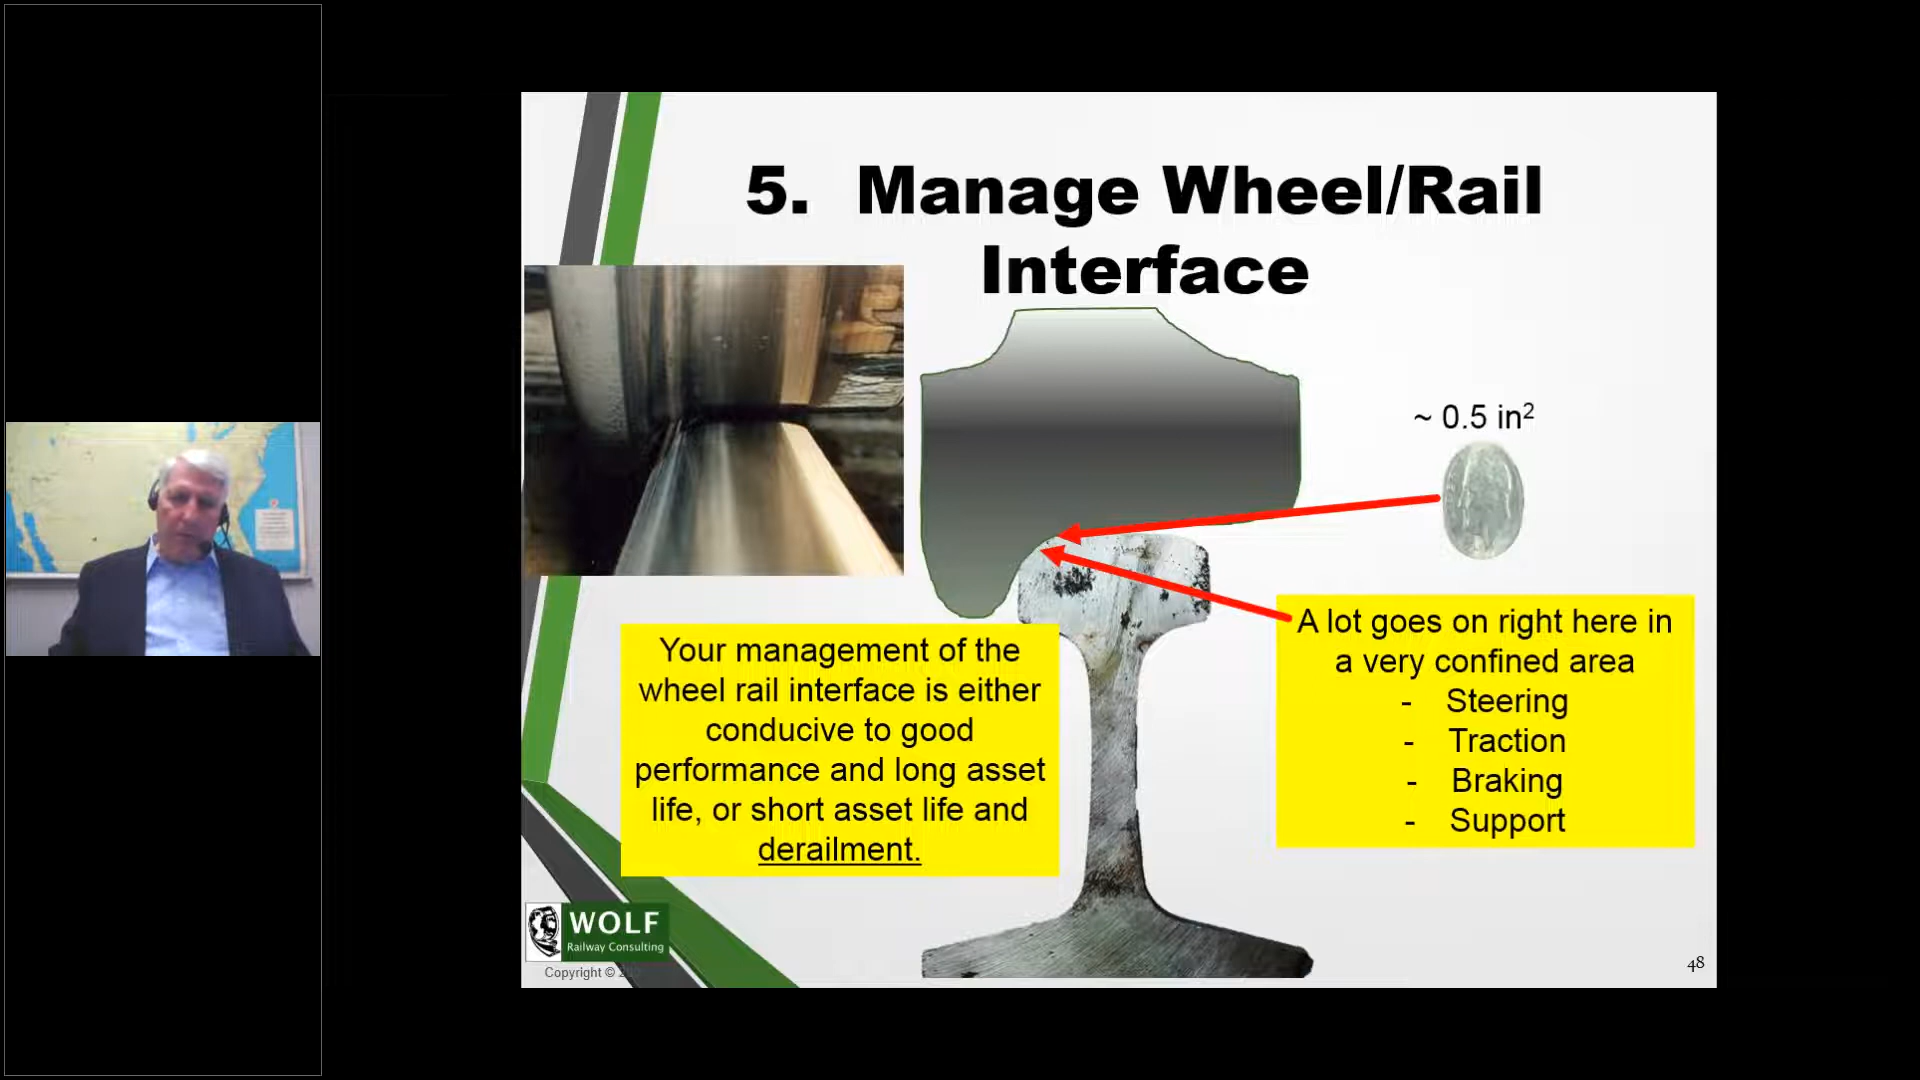 5. Manage Wheel/Rail
Interface
~ 0.5 in²
A lot goes on right here in
a very confined area
- Steering
- Traction
- Braking
- Support
Your management of the
wheel rail interface is either
conducive to good
performance and long asset
life, or short asset life and
derailment.
WOLF
Railway Consulting
Copyright ©
48